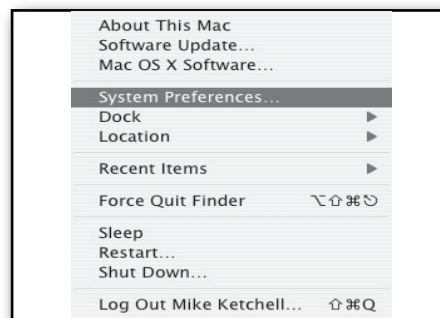 About This Mac
Software Update...
Mac OS X Software...
System Preferences...
Dock ▶
Location ▶
Recent Items ▶
Force Quit Finder ⌥⇧⌘⎋
Sleep
Restart...
Shut Down...
Log Out Mike Ketchell... ⇧⌘Q